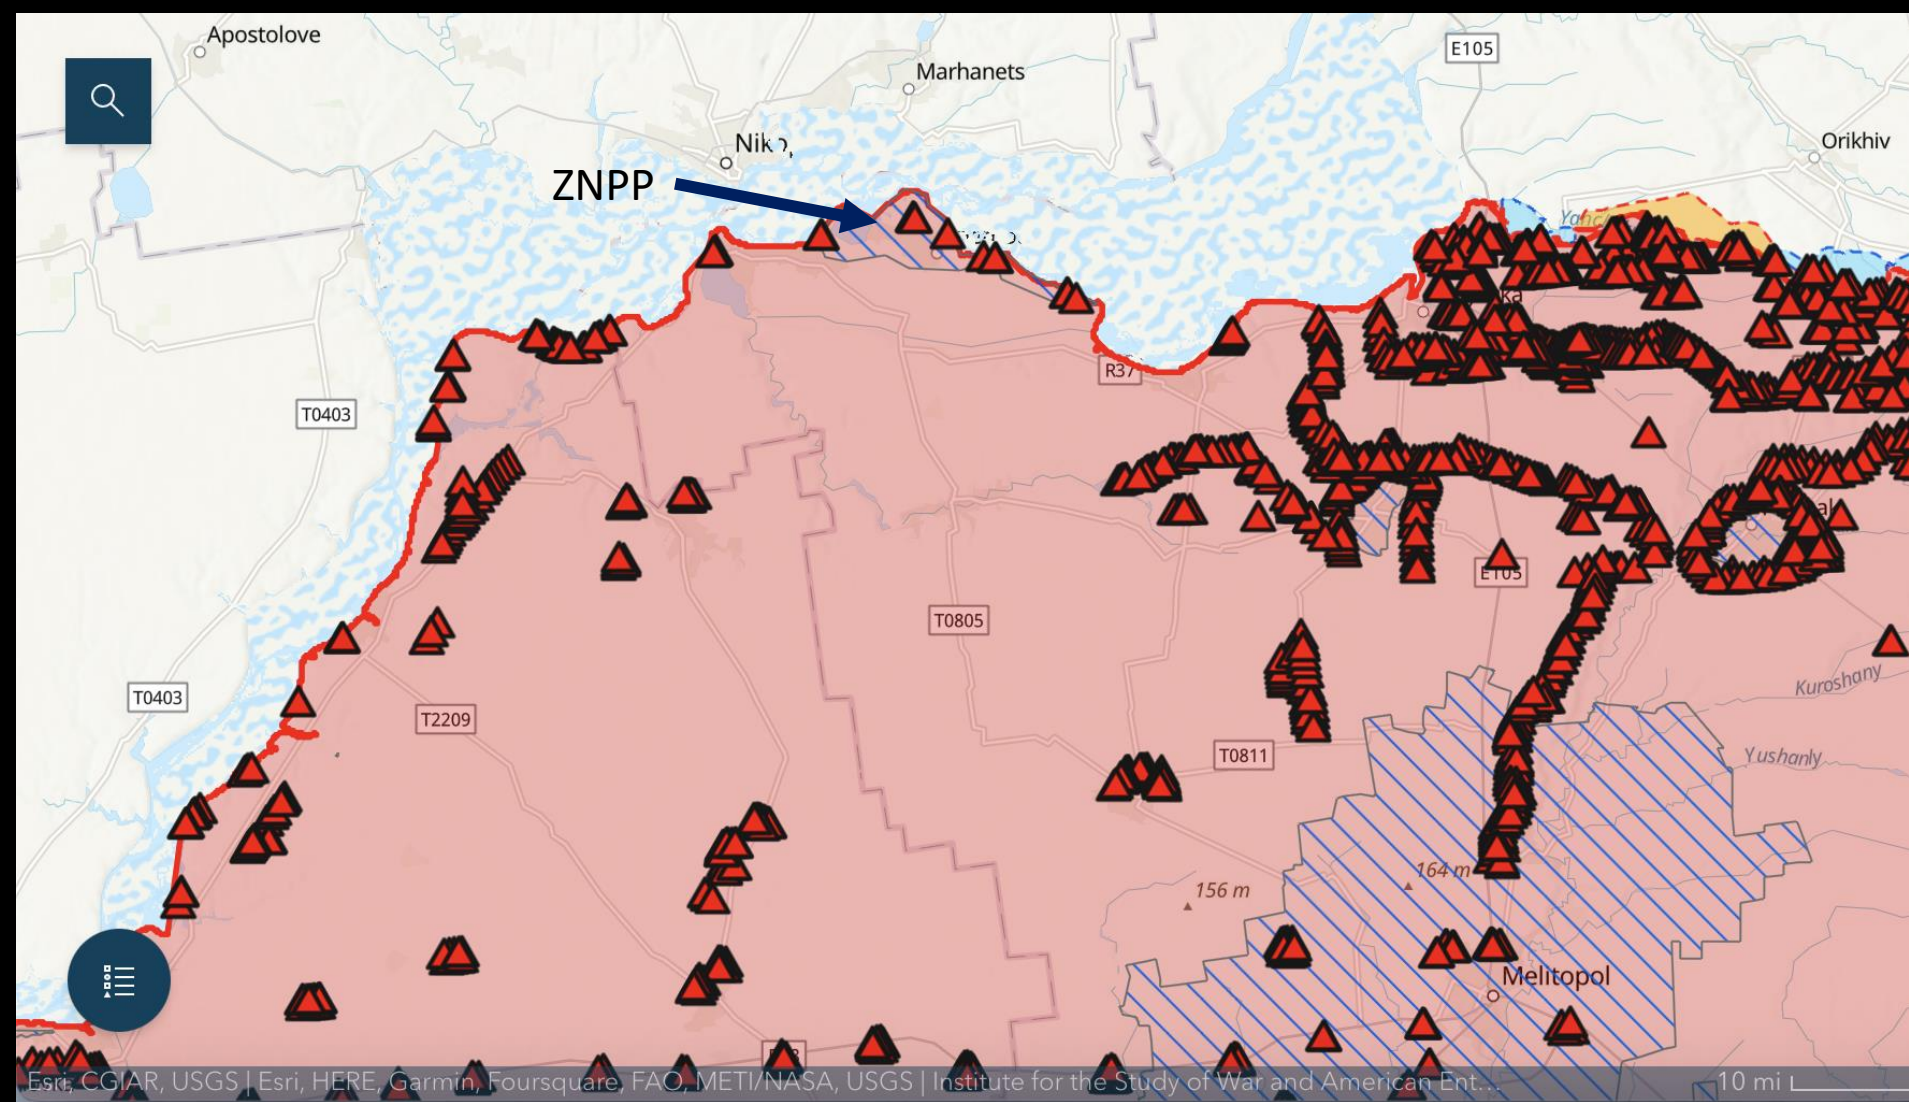 Apostolove
E105
Marhanets
Orikhiv
ZNPP
R37
T0403
E105
T0805
Kuroshany
T0403
T2209
T0811
Yushanly
164 m
156 m
Melitopol
Esri, CGIAR, USGS | Esri, HERE, Garmin, Foursquare, FAO, METI/NASA, USGS | Institute for the Study of War and American Ent...
10 mi